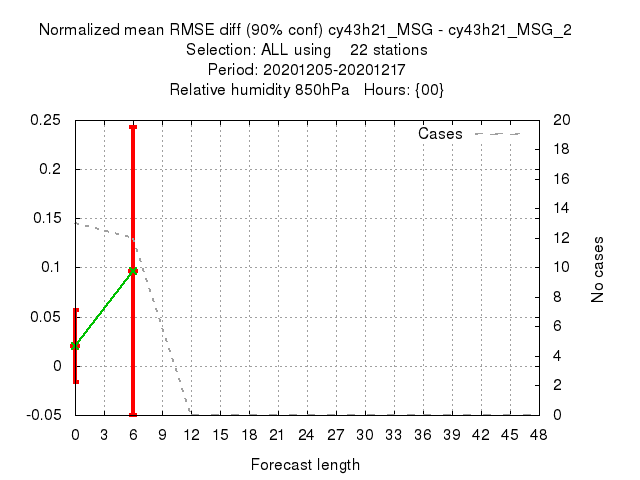 Normalized mean RMSE diff (90% conf) cy43h21_MSG - cy43h21_MSG_2
Selection: ALL using    22 stations
Period: 20201205-20201217
Relative humidity 850hPa   Hours: {00}
Cases
0.25
0.2
0.15
0.1
0.05
0
-0.05
20
18
16
14
12
10
8
6
4
2
0
No cases
0 3 6 9 12 15 18 21 24 27 30 33 36 39 42 45 48
Forecast length